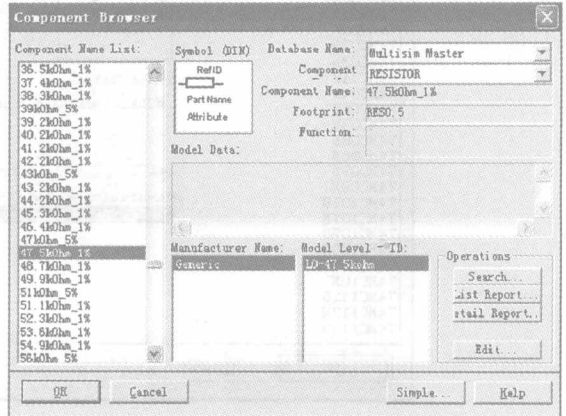 Component Browser
Component Name List:
36.5kOhm_1%
37.4kOhm_1%
38.3kOhm_1%
39kOhm_5%
39.2kOhm_1%
40.2kOhm_1%
41.2kOhm_1%
42.2kOhm_1%
43kOhm_5%
43.2kOhm_1%
44.2kOhm_1%
45.3kOhm_1%
46.4kOhm_1%
47kOhm_5%
47.5kOhm_1%
48.7kOhm_1%
49.9kOhm_1%
51kOhm_5%
51.1kOhm_1%
52.3kOhm_1%
53.6kOhm_1%
54.9kOhm_1%
56kOhm_5%
Symbol (DIN)
RefID
Part Name
Attribute
Database Name:
Multisim Master
Component
RESISTOR
Component Name:
47.5kOhm_1%
Footprint:
RES0.5
Function:
Model Data:
Manufacturer Name:
Generic
Model Level - ID:
L0-47.5kohm
Operations
Search...
List Report...
etail Report..
Edit...
OK
Cancel
Simple...
Help